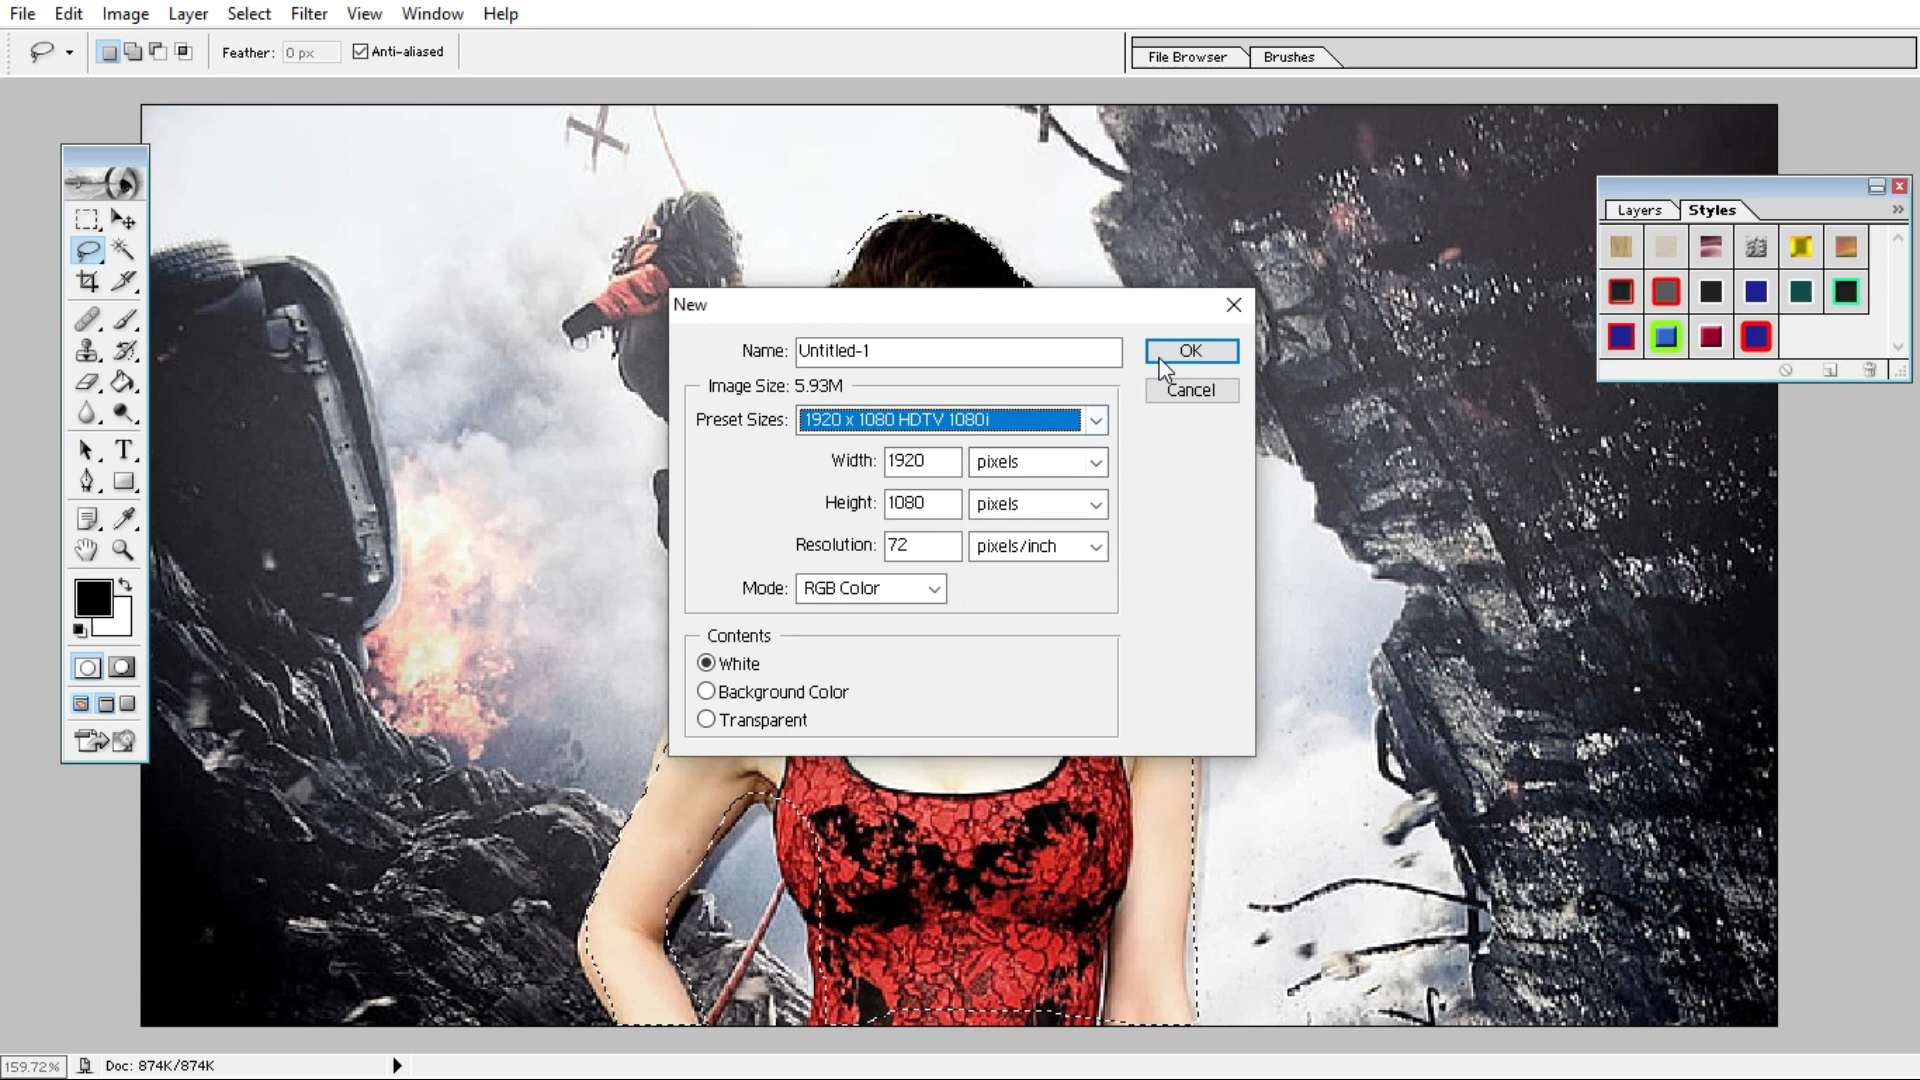 File Edit Image Layer Select Filter View Window Help
Feather: 0 px Anti-aliased File Browser Brushes
Layers Styles
New
Name: Untitled-1 OK
Image Size: 5.93M Cancel
Preset Sizes: 1920 x 1080 HDTV 1080i
Width: 1920 pixels
Height: 1080 pixels
Resolution: 72 pixels/inch
Mode: RGB Color
Contents
White
Background Color
Transparent
159.72% Doc: 874K/874K